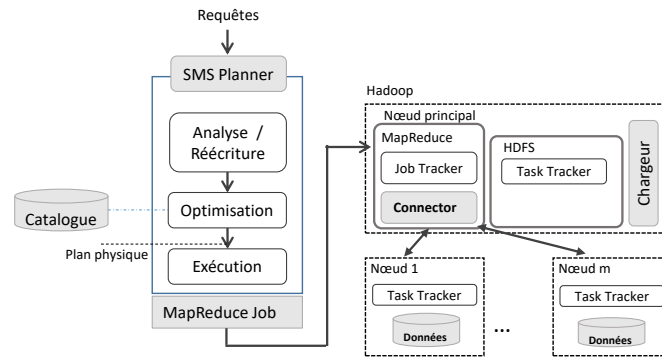 Requêtes
SMS Planner
Analyse /
Réécriture
Catalogue
Optimisation
Plan physique
Exécution
MapReduce Job
Hadoop
Nœud principal
MapReduce
Job Tracker
Connector
HDFS
Task Tracker
Chargeur
Nœud 1
Task Tracker
Données
...
Nœud m
Task Tracker
Données